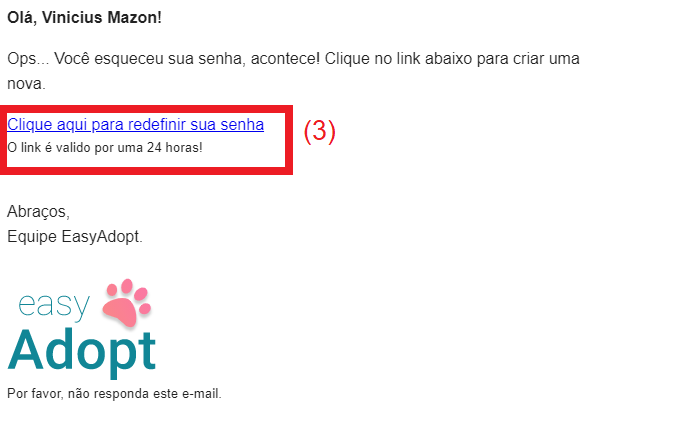 Olá, Vinicius Mazon!
Ops... Você esqueceu sua senha, acontece! Clique no link abaixo para criar uma
nova.
Clique aqui para redefinir sua senha
(3)
O link é valido por uma 24 horas!
Abraços,
Equipe EasyAdopt.
easy
Adopt
Por favor, não responda este e-mail.